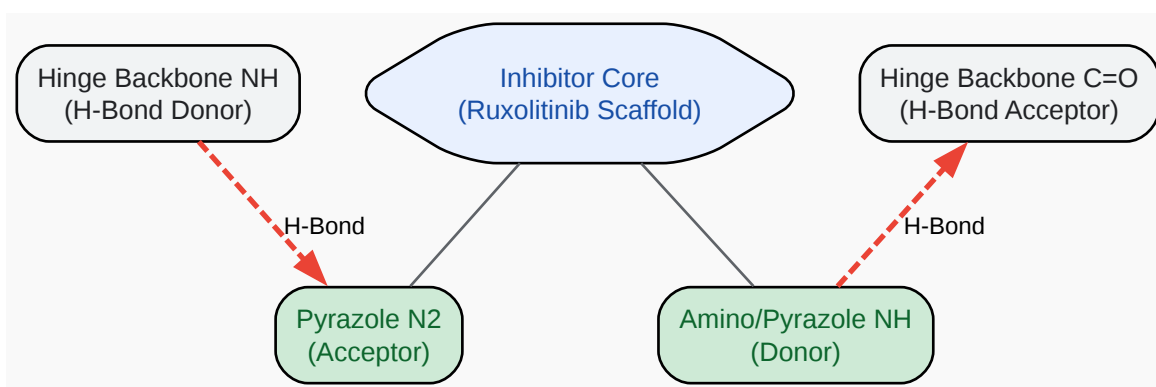 Hinge Backbone NH
(H-Bond Donor)
Inhibitor Core
(Ruxolitinib Scaffold)
Hinge Backbone C=O
(H-Bond Acceptor)
H-Bond
H-Bond
Pyrazole N2
(Acceptor)
Amino/Pyrazole NH
(Donor)